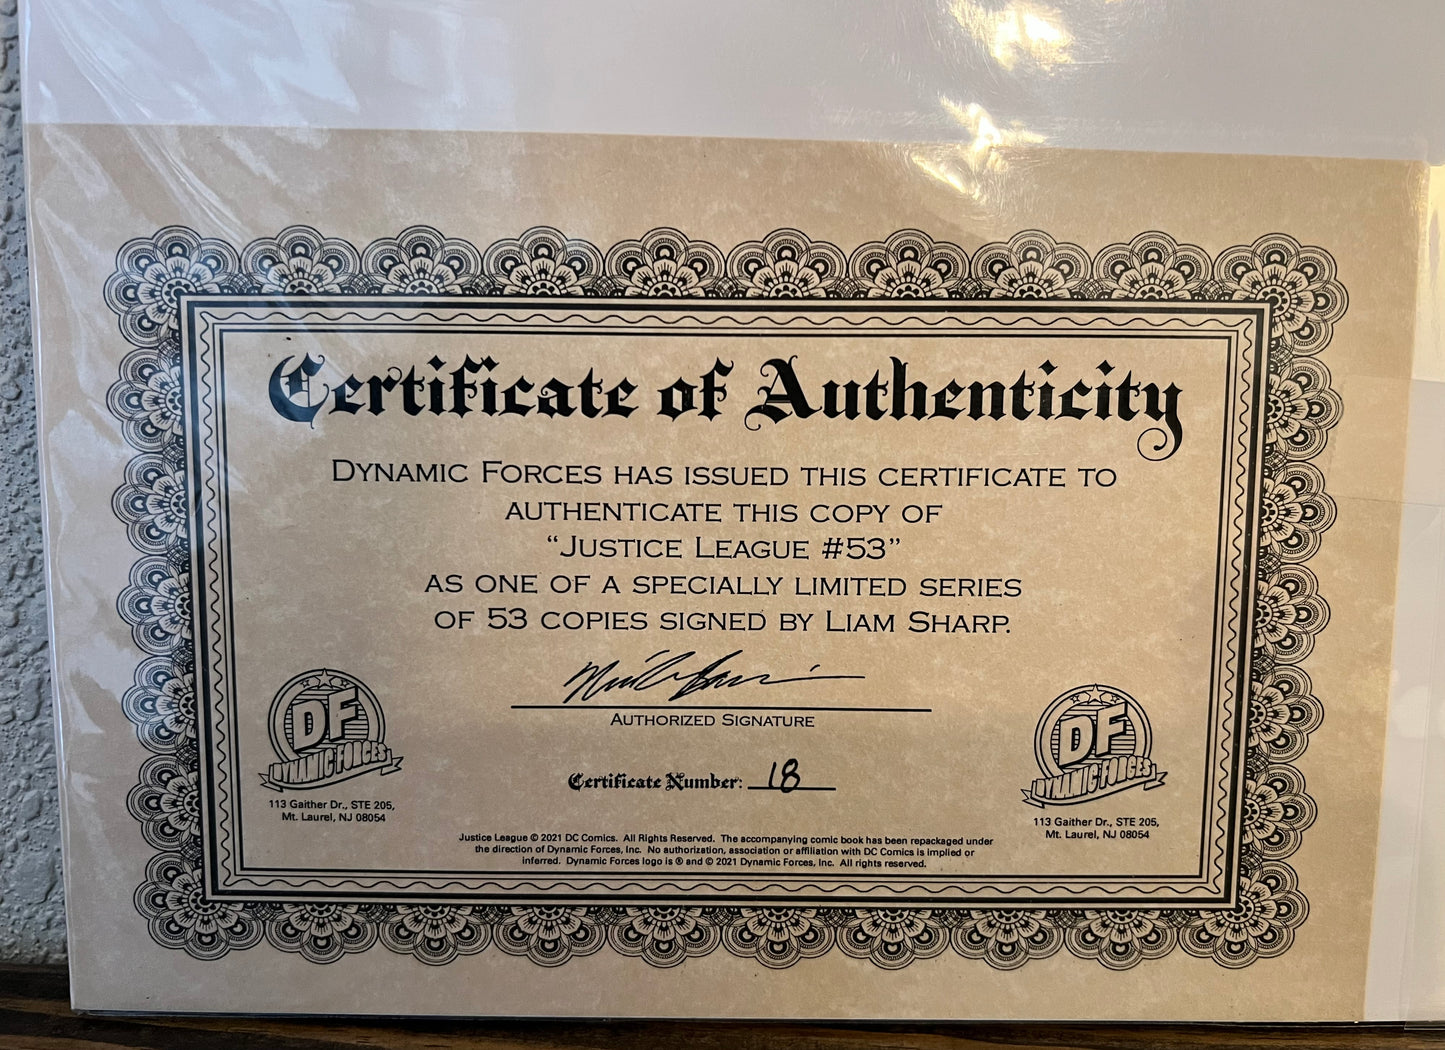 Certificate of Authenticity
Dynamic Forces has issued this certificate to
authenticate this copy of
“Justice League #53”
as one of a specially limited series
of 53 copies signed by Liam Sharp.
Authorized Signature
DF
DYNAMIC FORCES
113 Gaither Dr., STE 205,
Mt. Laurel, NJ 08054
Certificate Number: 18
DF
DYNAMIC FORCES
113 Gaither Dr., STE 205,
Mt. Laurel, NJ 08054
Justice League © 2021 DC Comics. All Rights Reserved. The accompanying comic book has been repackaged under
the direction of Dynamic Forces, Inc. No authorization, association or affiliation with DC Comics is implied or
inferred. Dynamic Forces logo is ® and © 2021 Dynamic Forces, Inc. All rights reserved.